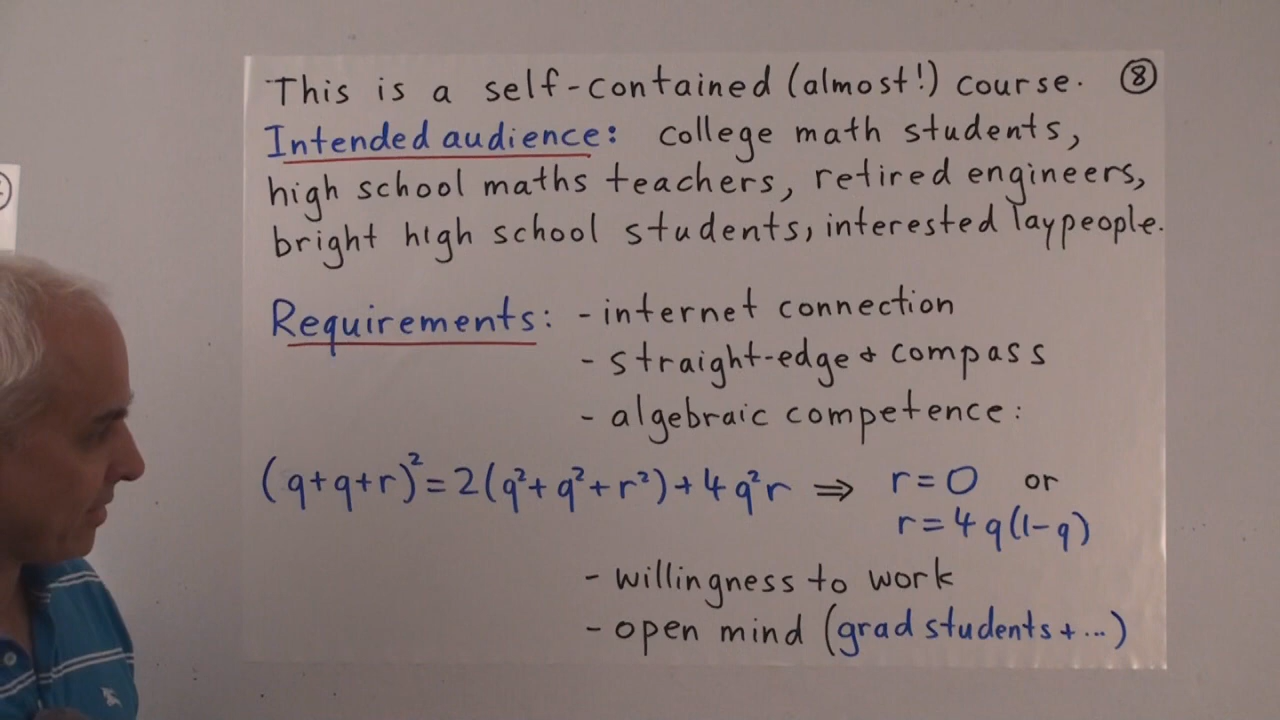 This is a self-contained (almost!) course. ⑧
Intended audience: college math students,
high school maths teachers, retired engineers,
bright high school students, interested laypeople.
Requirements: - internet connection
- straight-edge + compass
- algebraic competence:
(q+q+r)²=2(q²+q²+r²)+4q²r ⇒ r=0 or
r=4q(1-q)
- willingness to work
- open mind (grad students + ...)